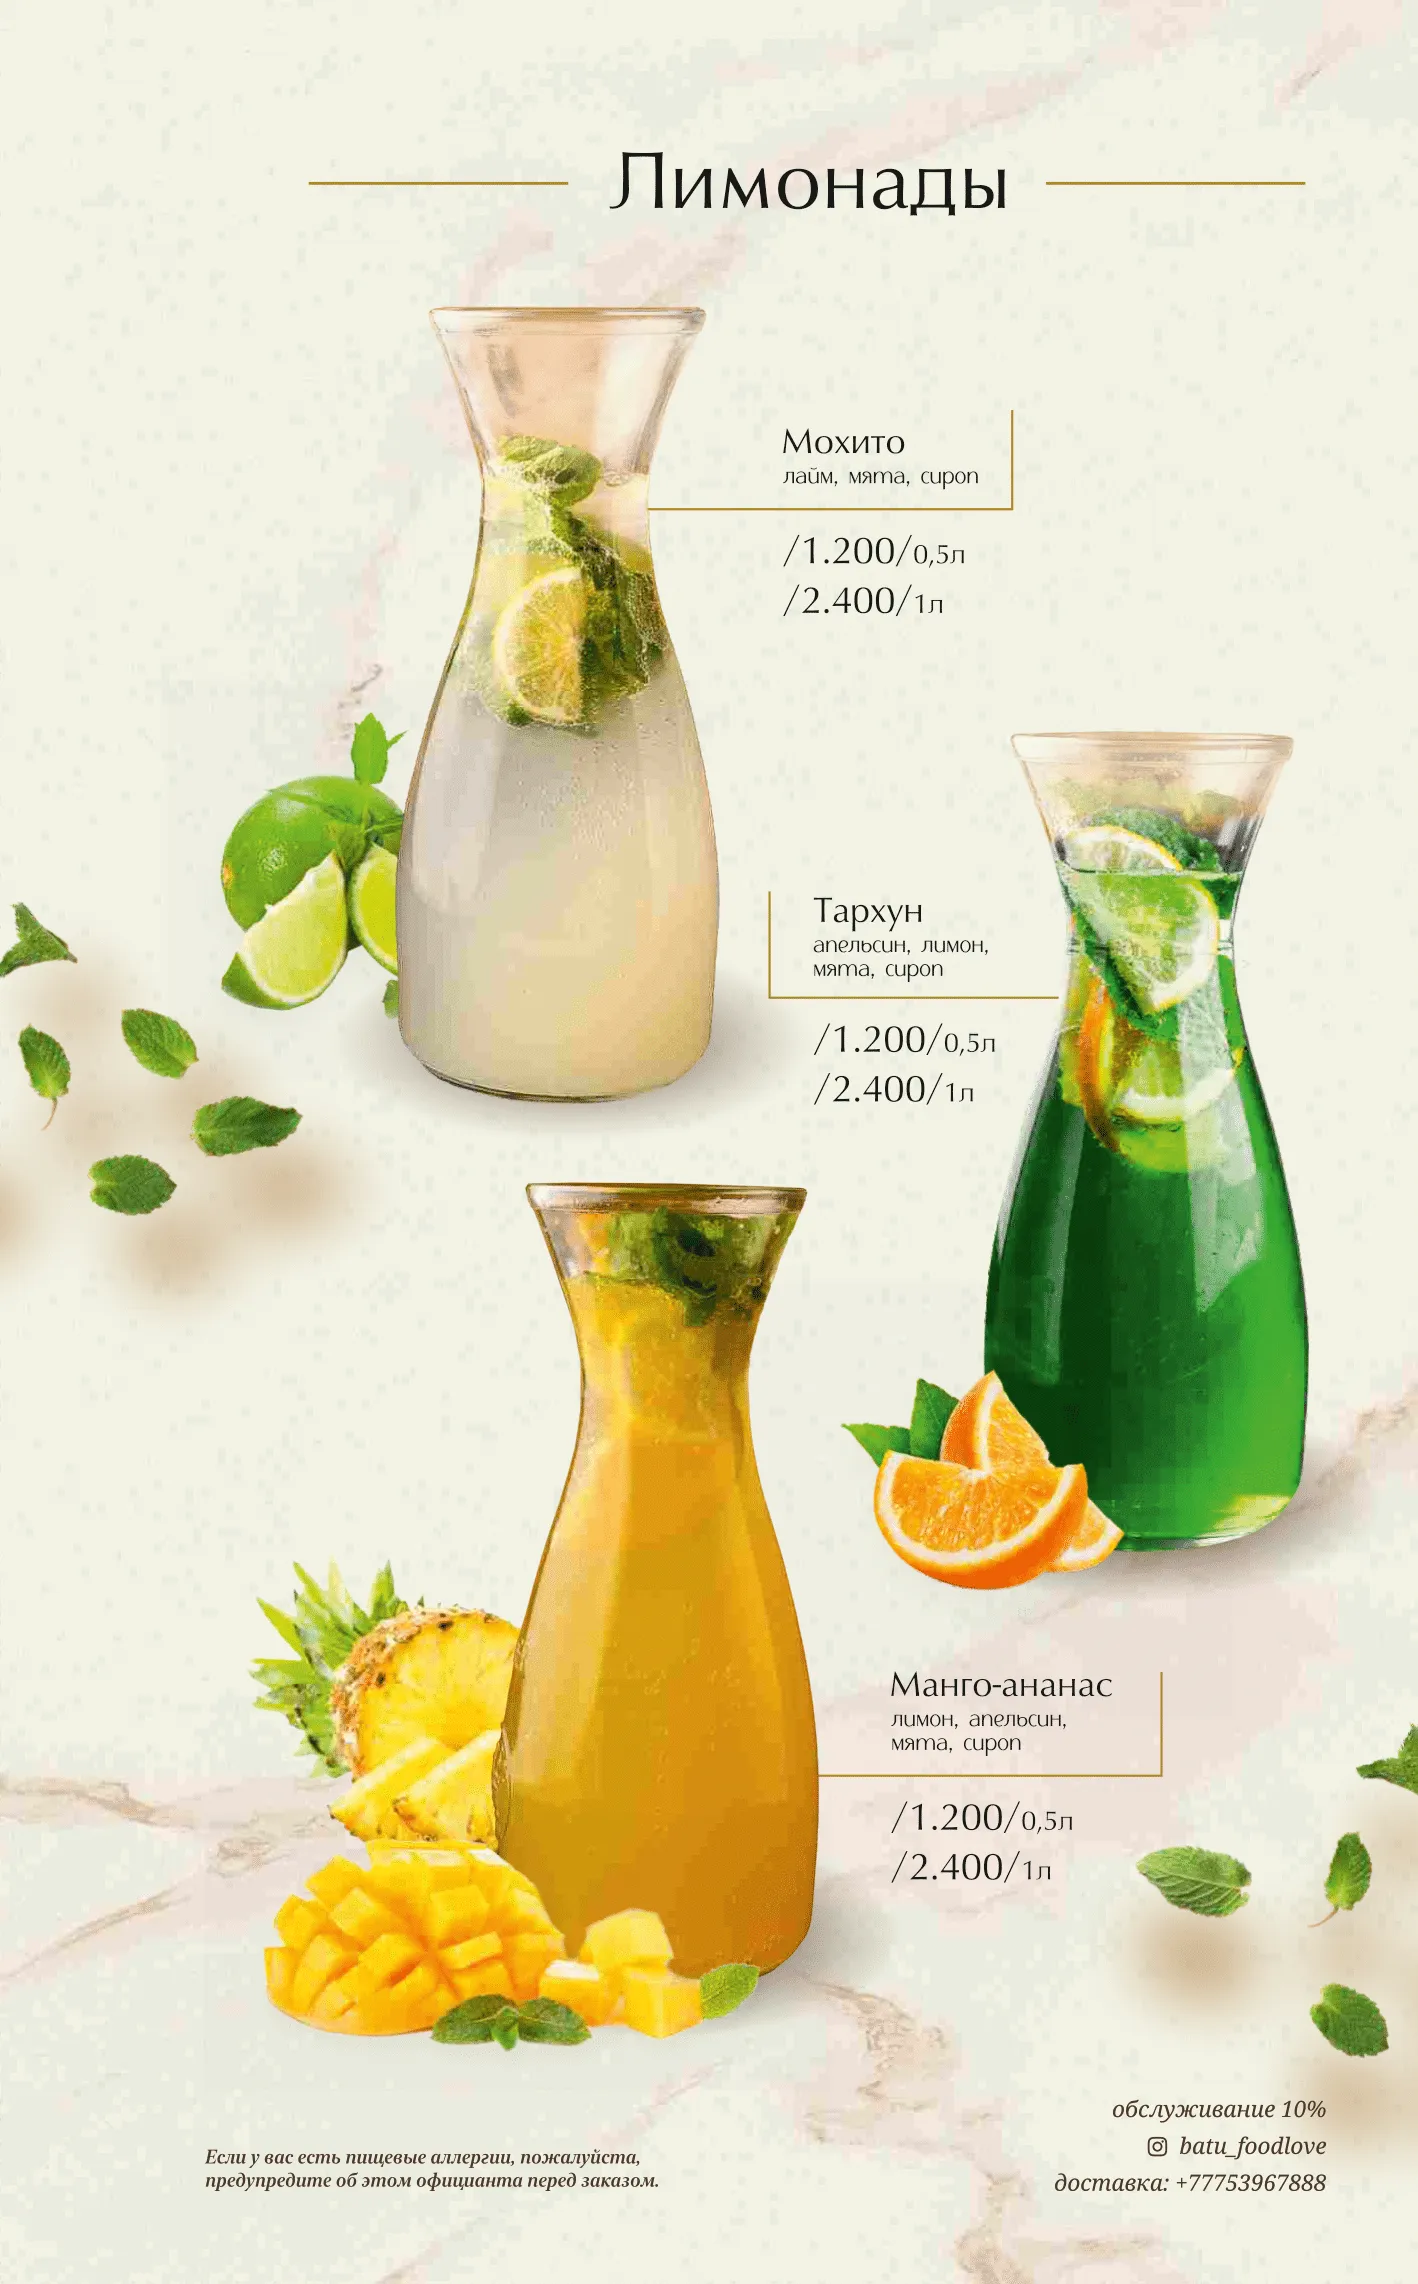 Лимонады
Мохито
лайм, мята, сироп
/1.200/0,5л
/2.400/1л
Тархун
апельсин, лимон,
мята, сироп
/1.200/0,5л
/2.400/1л
Манго-ананас
лимон, апельсин,
мята, сироп
/1.200/0,5л
/2.400/1л
Если у вас есть пищевые аллергии, пожалуйста,
предупредите об этом официанта перед заказом.
обслуживание 10%
batu_foodlove
доставка: +77753967888